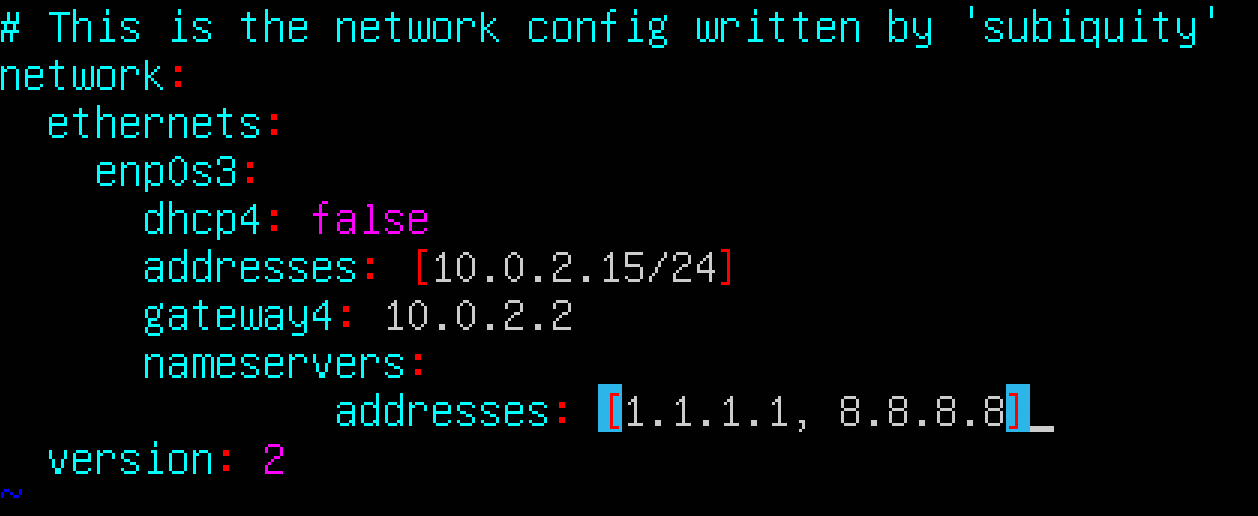 # This is the network config written by 'subiquity'
network:
  ethernets:
    enp0s3:
      dhcp4: false
      addresses: [10.0.2.15/24]
      gateway4: 10.0.2.2
      nameservers:
              addresses: [1.1.1.1, 8.8.8.8]
  version: 2
~